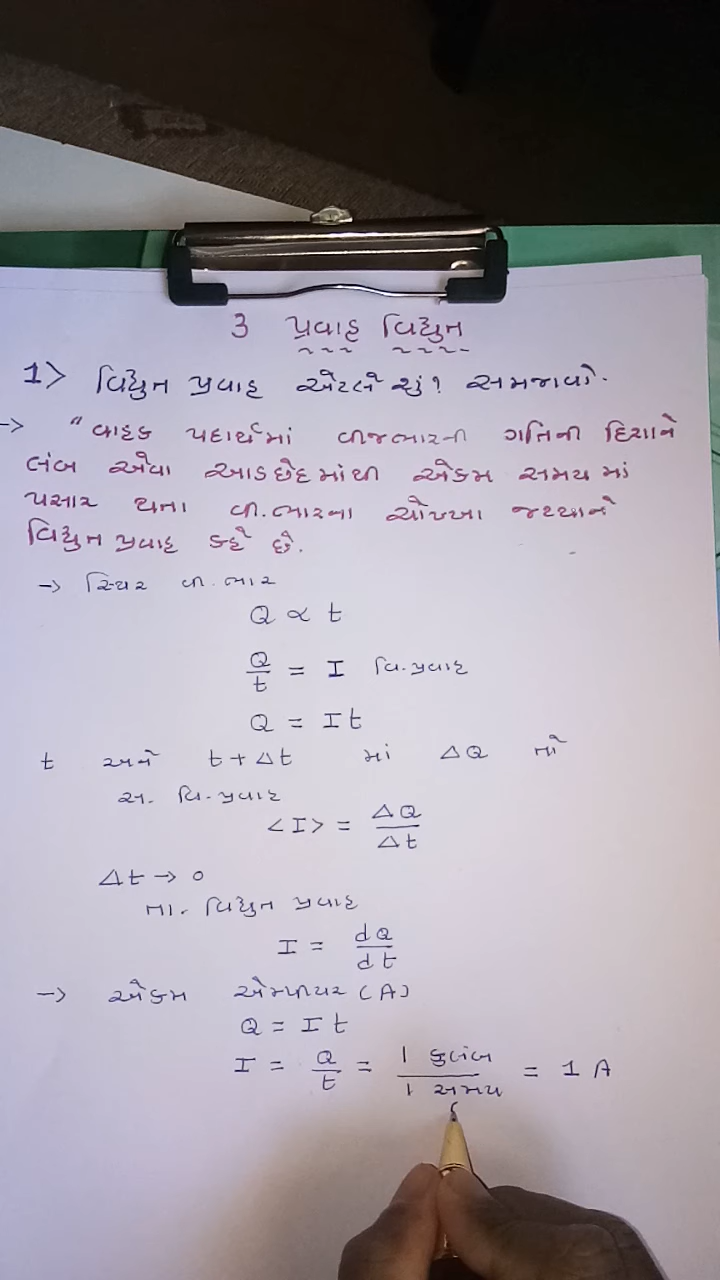 3 પ્રવાહ વિદ્યુત
1> વિદ્યુત પ્રવાહ એટલે શું? સમજાવો.
-> "વાહક પદાર્થમાં વીજભારની ગતિની દિશાને
લંબ એવા આડછેદમાંથી એકમ સમયમાં
પસાર થતા વી.ભારના ચોખ્ખા જથ્થાને
વિદ્યુત પ્રવાહ કહે છે.
-> સ્થિર વી.ભાર
Q ∝ t
Q/t = I વિ.પ્રવાહ
Q = It
t અને t+Δt માં ΔQ નો
સ. વિ.પ્રવાહ
<I> = ΔQ/Δt
Δt → 0
તા. વિદ્યુત પ્રવાહ
I = dQ/dt
-> એકમ એમ્પિયર (A)
Q = It
I = Q/t = 1 કુલંબ/1 સમય = 1 A